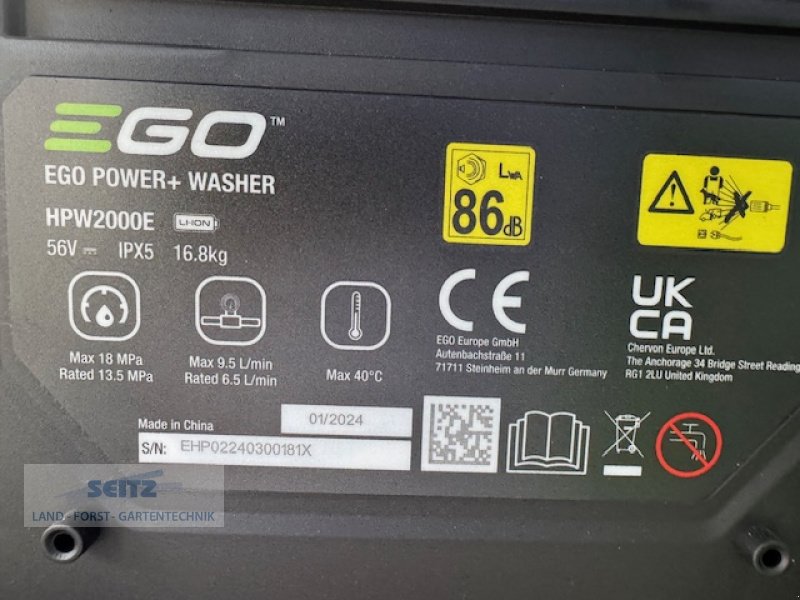 EGO™
EGO POWER+ WASHER
HPW2000E LI-ION
56V IPX5 16.8kg
LWA
86dB
Max 18 MPa
Rated 13.5 MPa
Max 9.5 L/min
Rated 6.5 L/min
Max 40°C
CE
EGO Europe GmbH
Autenbachstraße 11
71711 Steinheim an der Murr Germany
UK
CA
Chervon Europe Ltd.
The Anchorage 34 Bridge Street Reading
RG1 2LU United Kingdom
Made in China
01/2024
S/N: EHP02240300181X
SEITZ
LAND-FORST-GARTENTECHNIK